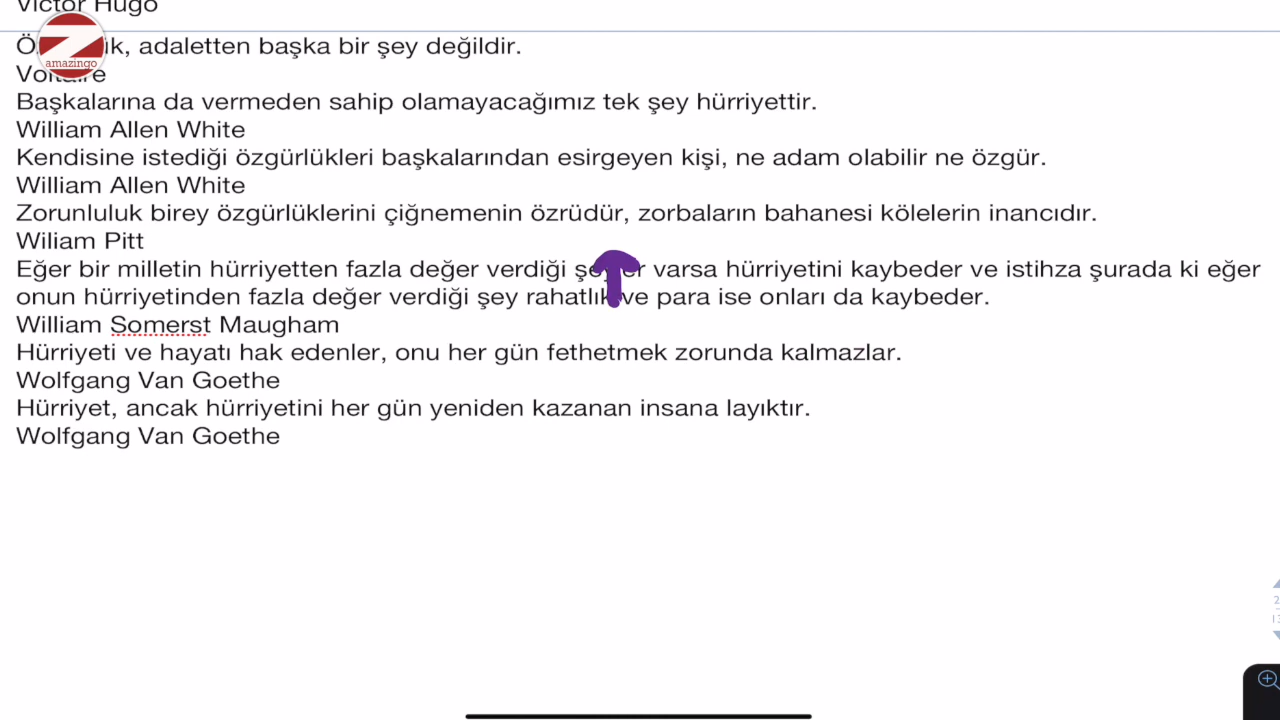 Victor Hugo
adaletten başka bir şey değildir.
Voltaire
Başkalarına da vermeden sahip olamayacağımız tek şey hürriyettir.
William Allen White
Kendisine istediği özgürlükleri başkalarından esirgeyen kişi, ne adam olabilir ne özgür.
William Allen White
Zorunluluk birey özgürlüklerini çiğnemenin özrüdür, zorbaların bahanesi kölelerin inancıdır.
Wiliam Pitt
Eğer bir milletin hürriyetten fazla değer verdiği varsa hürriyetini kaybeder ve istihza şurada ki eğer
onun hürriyetinden fazla değer verdiği şey rahatlık ve para ise onları da kaybeder.
William Somerst Maugham
Hürriyeti ve hayatı hak edenler, onu her gün fethetmek zorunda kalmazlar.
Wolfgang Van Goethe
Hürriyet, ancak hürriyetini her gün yeniden kazanan insana layıktır.
Wolfgang Van Goethe
amazingo